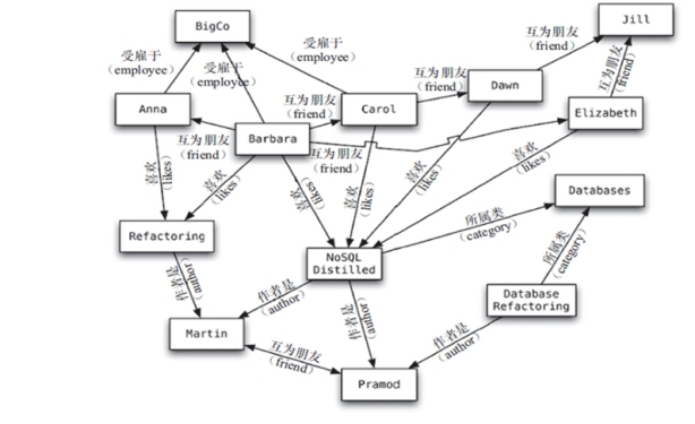 BigCo
Jill
受雇于
(employee)
受雇于
(employee)
受雇于
(employee)
互为朋友
(friend)
互为朋友
(friend)
互为朋友
(friend)
Dawn
Anna
互为朋友
(friend)
Carol
Elizabeth
Barbara
互为朋友
(friend)
互为朋友
(friend)
喜欢
(likes)
喜欢
(likes)
喜欢
(likes)
喜欢
(likes)
喜欢
(likes)
喜欢
(likes)
Databases
所属类
(category)
Refactoring
NoSQL
Distilled
所属类
(category)
作者是
(author)
作者是
(author)
Database
Refactoring
作者是
(author)
作者是
(author)
Martin
互为朋友
(friend)
Pramod